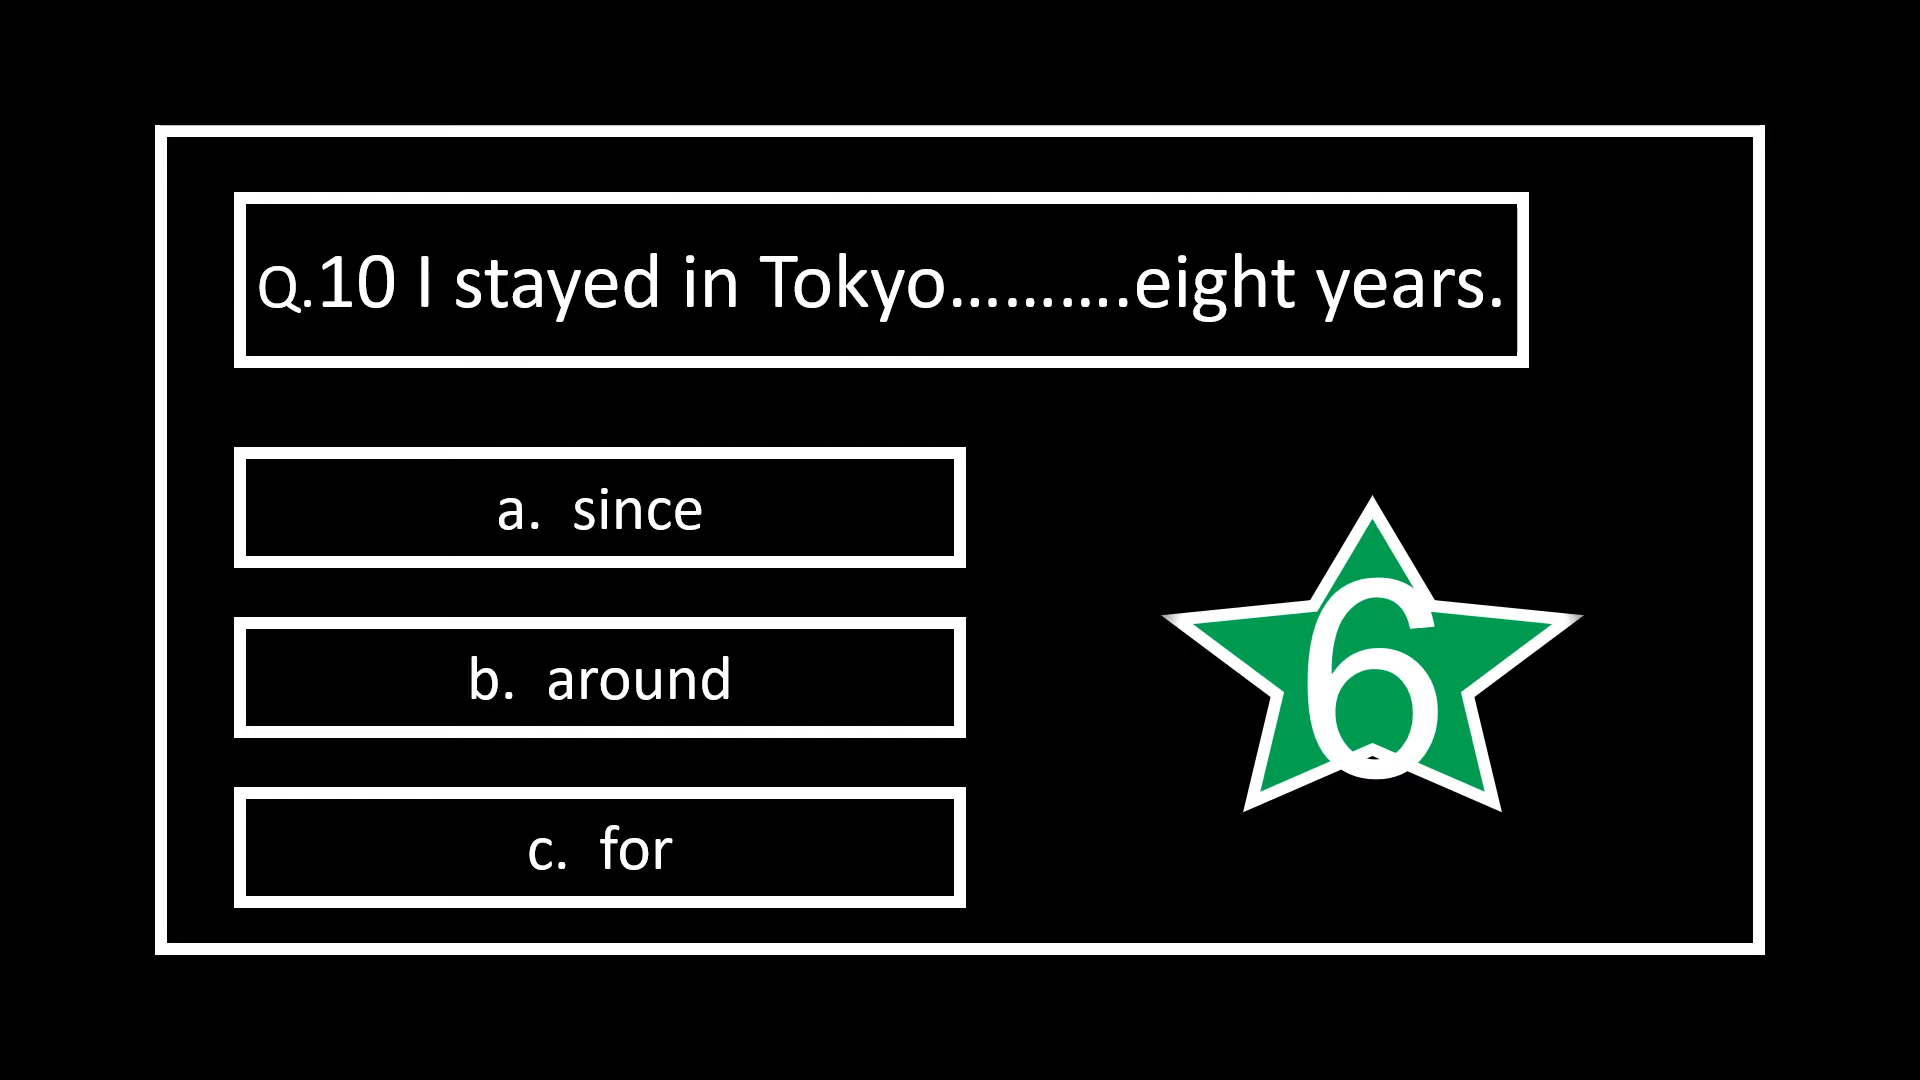 Q.10 I stayed in Tokyo……….eight years.
a. since
b. around
c. for
6